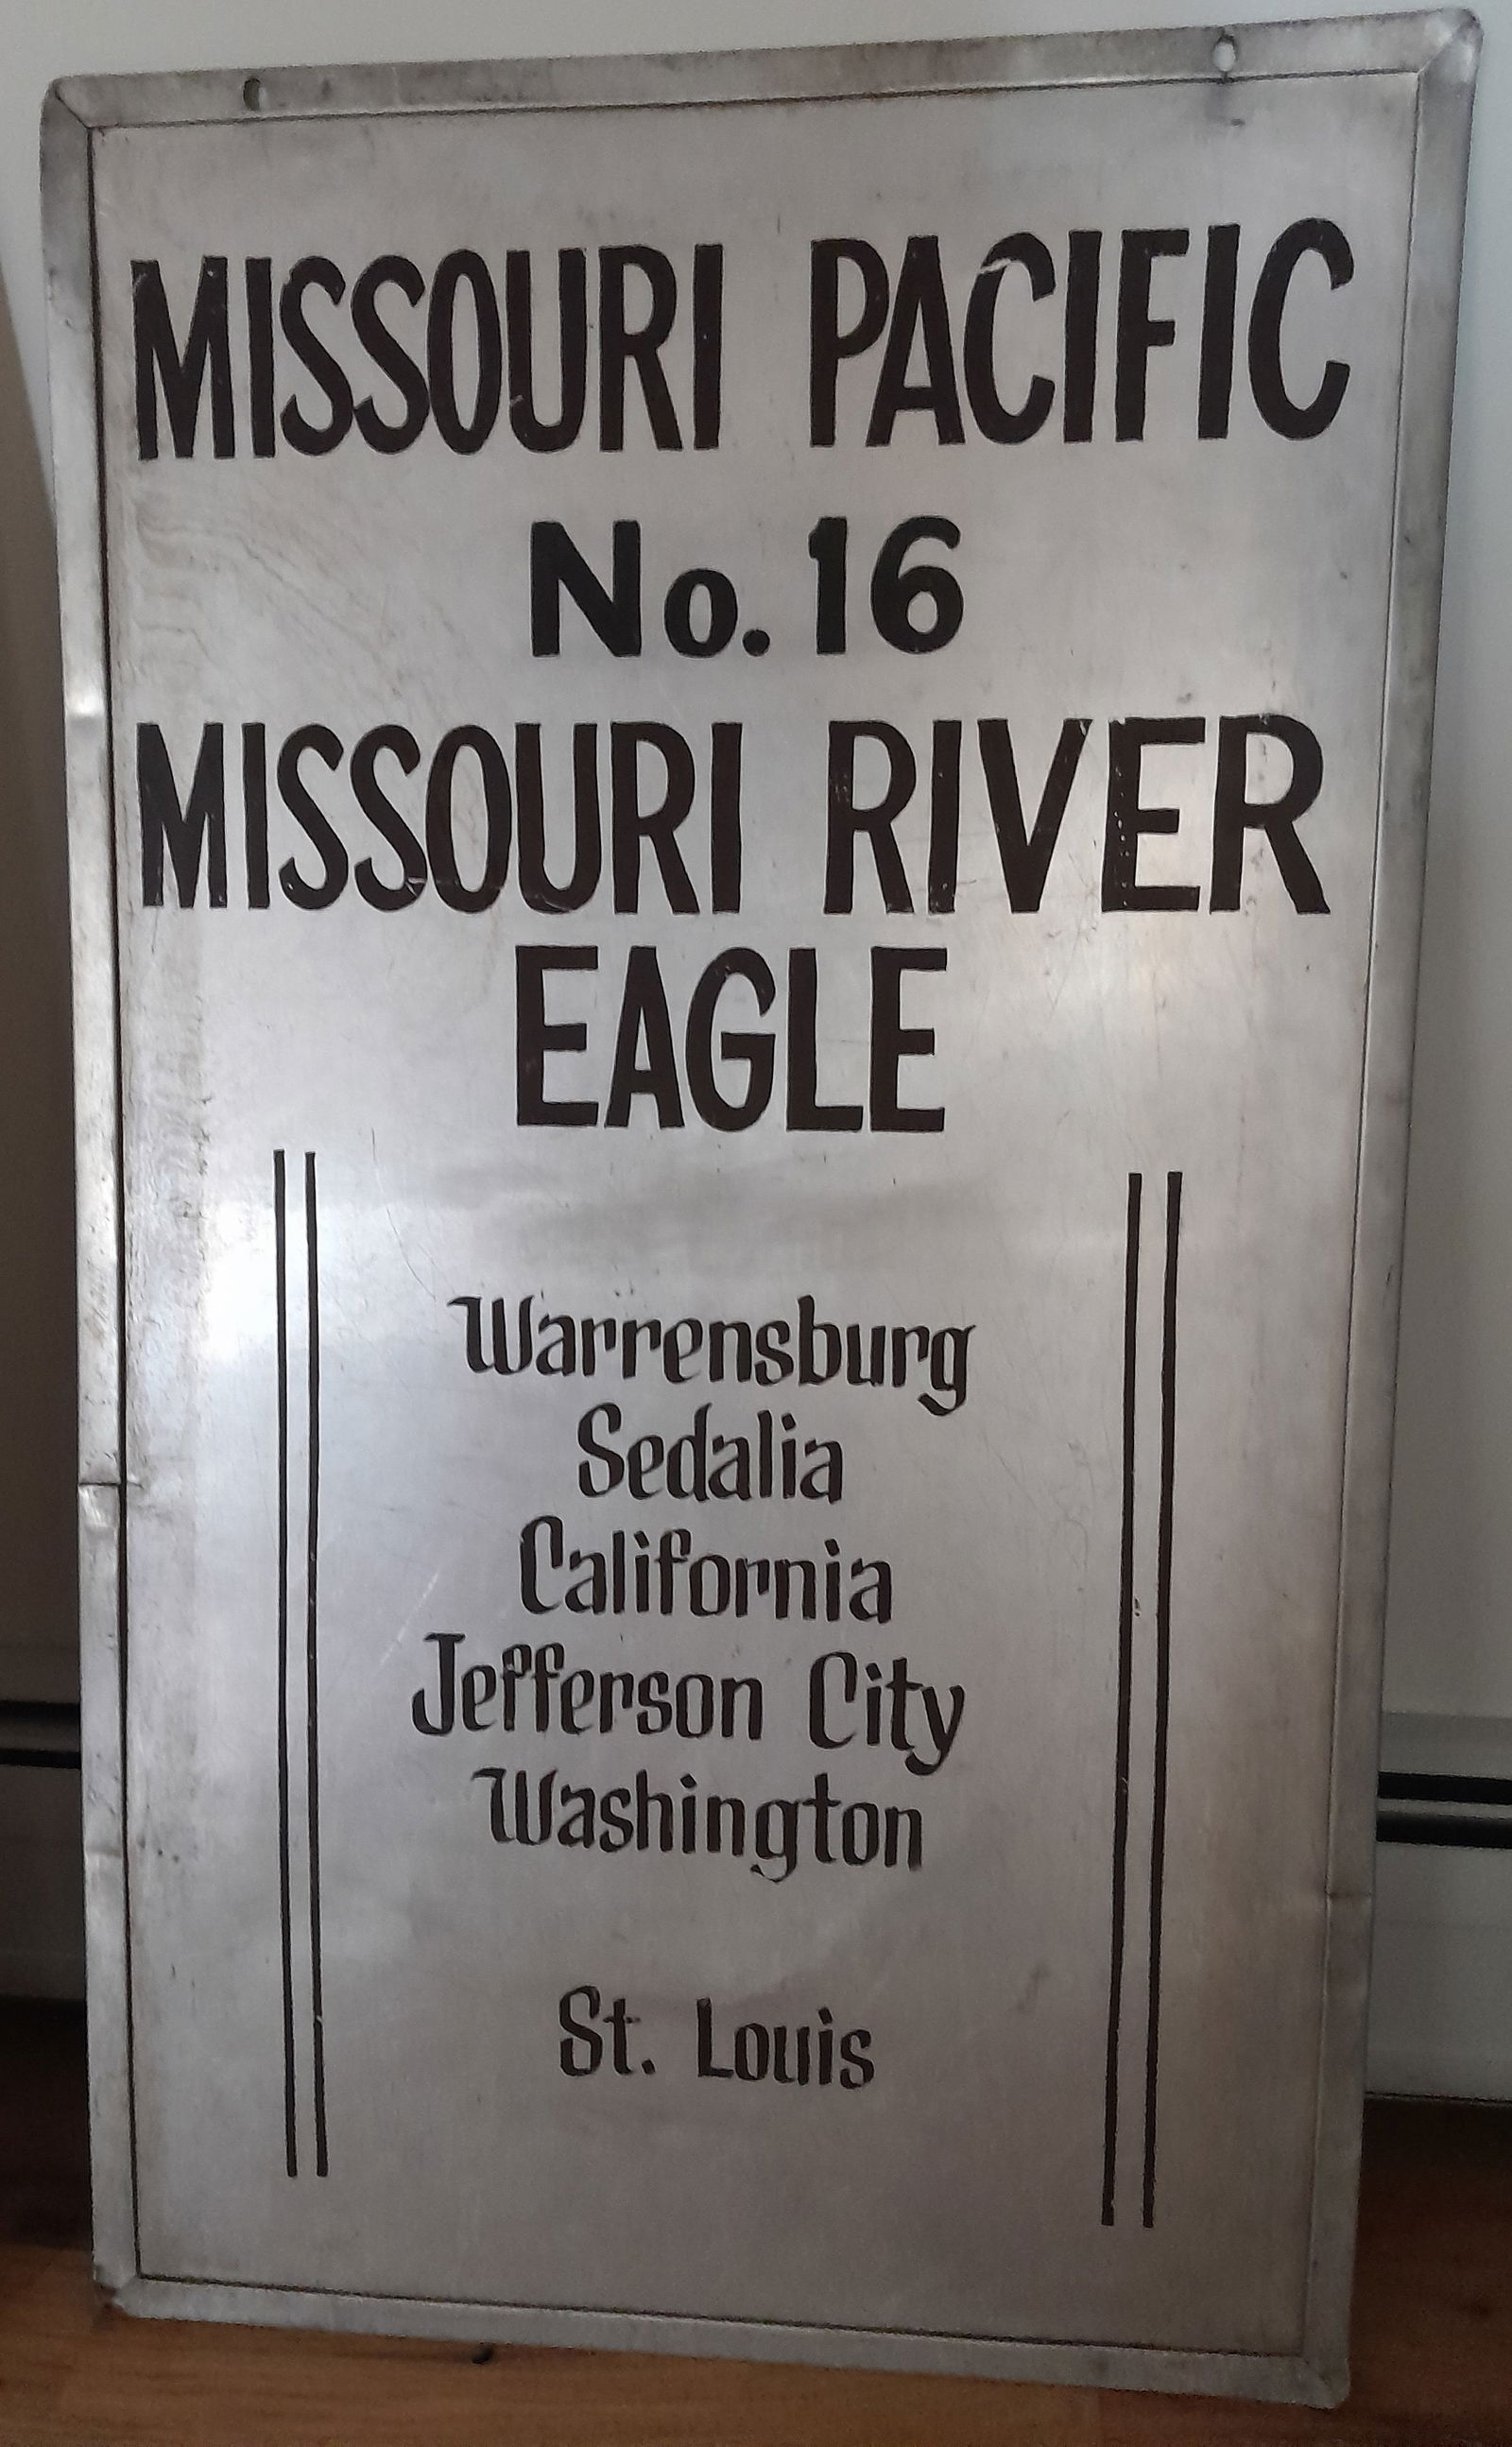 MISSOURI PACIFIC
No. 16
MISSOURI RIVER
EAGLE
Warrensburg
Sedalia
California
Jefferson City
Washington
St. Louis